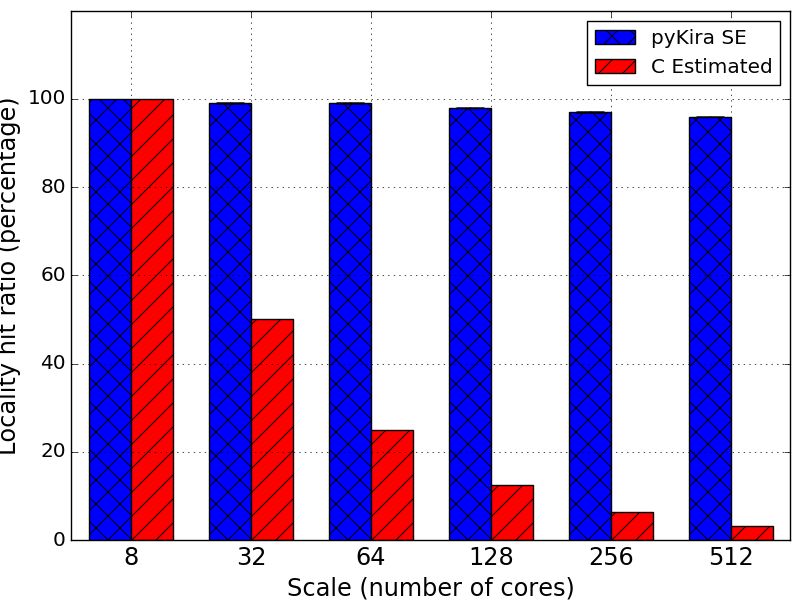 pyKira SE
C Estimated
Locality hit ratio (percentage)
100
80
60
40
20
0
8 32 64 128 256 512
Scale (number of cores)